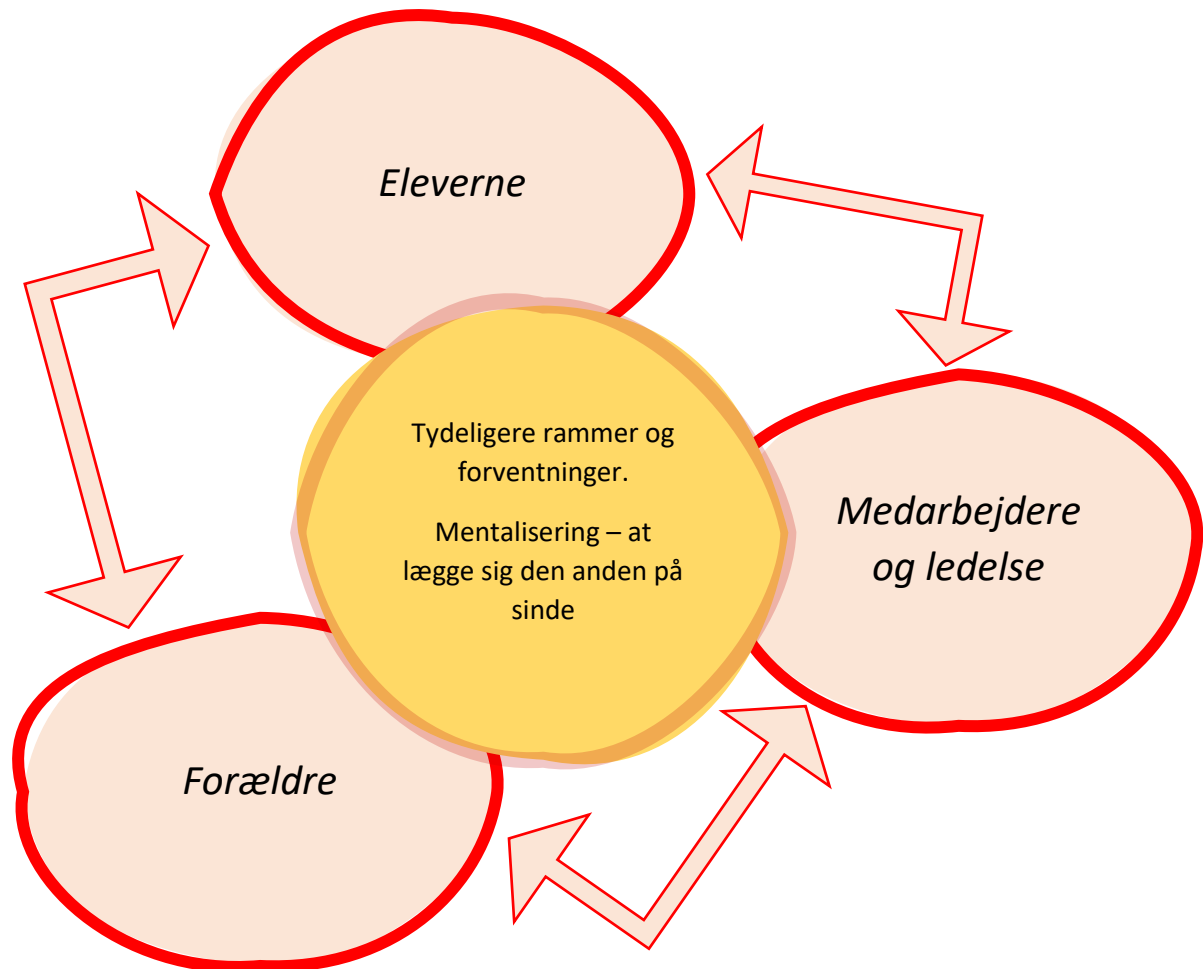 Eleverne
Tydeligere rammer og
forventninger.
Mentalisering – at
lægge sig den anden på
sinde
Medarbejdere
og ledelse
Forældre